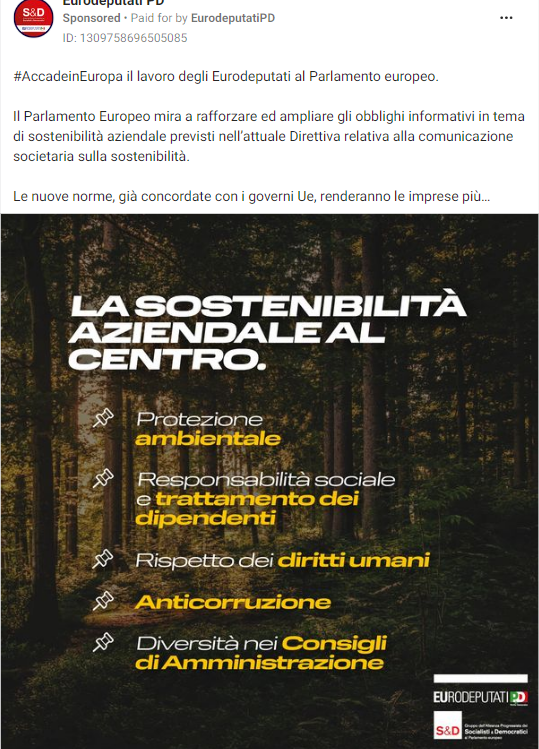 Eurodeputati PD
Sponsored • Paid for by EurodeputatiPD
ID: 1309758696505085
#AccadeinEuropa il lavoro degli Eurodeputati al Parlamento europeo.
Il Parlamento Europeo mira a rafforzare ed ampliare gli obblighi informativi in tema
di sostenibilità aziendale previsti nell'attuale Direttiva relativa alla comunicazione
societaria sulla sostenibilità.
Le nuove norme, già concordate con i governi Ue, renderanno le imprese più...
LA SOSTENIBILITÀ
AZIENDALE AL
CENTRO.
Protezione
ambientale
Responsabilità sociale
e trattamento dei
dipendenti
Rispetto dei diritti umani
Anticorruzione
Diversità nei Consigli
di Amministrazione
EURODEPUTATI PD
S&D
Gruppo dell'Alleanza Progressista dei
Socialisti & Democratici
al Parlamento europeo